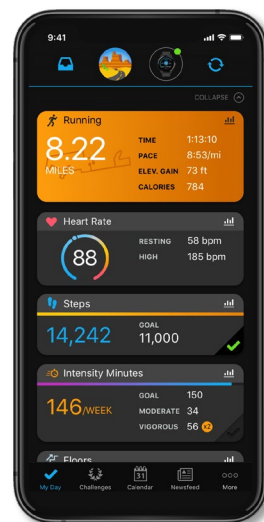 9:41
COLLAPSE
Running
8.22
MILES
TIME 1:13:10
PACE 8:53/mi
ELEV. GAIN 73 ft
CALORIES 784
Heart Rate
88
RESTING 58 bpm
HIGH 185 bpm
Steps
14,242
GOAL
11,000
Intensity Minutes
146/WEEK
GOAL 150
MODERATE 34
VIGOROUS 56 x2
Floors
31
My Day Challenges Calendar Newsfeed More